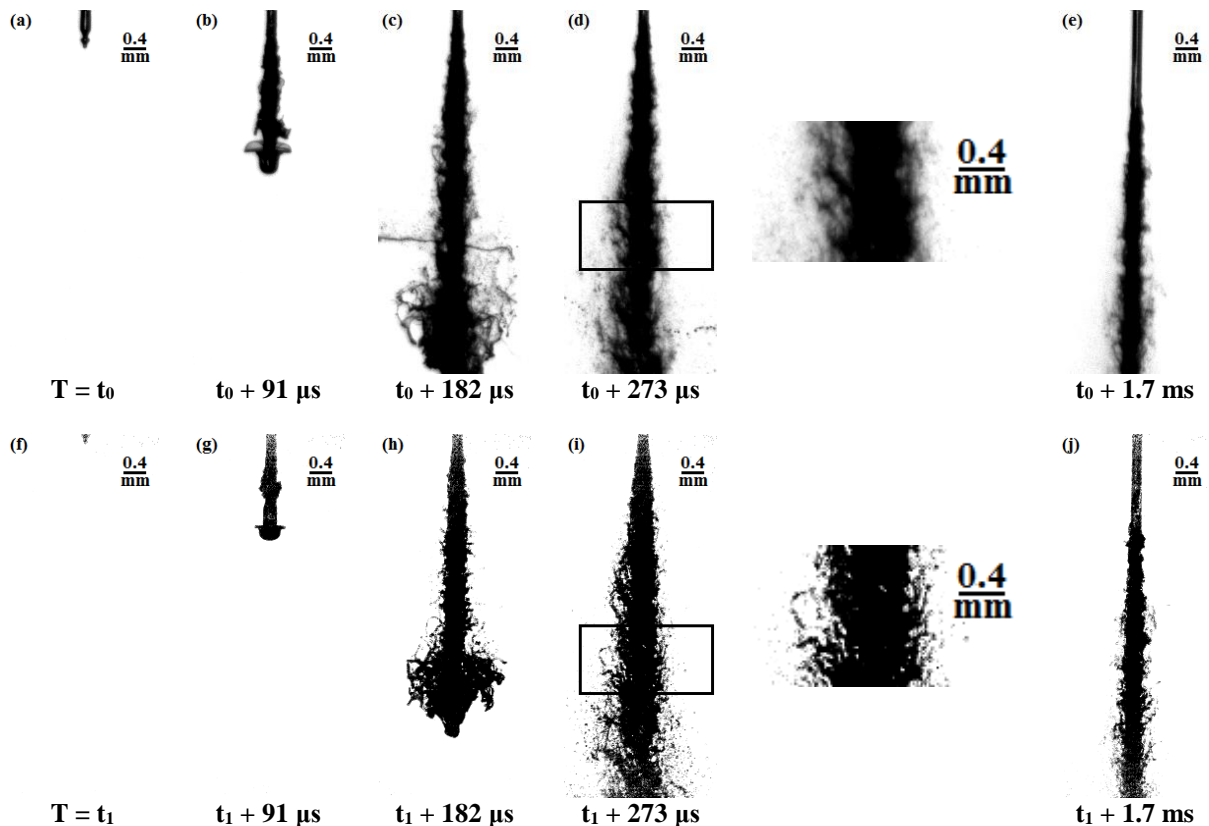 (a) (b) (c) (d) (e)
0.4 0.4 0.4 0.4 0.4
mm mm mm mm mm
0.4
mm
T = t₀ t₀ + 91 µs t₀ + 182 µs t₀ + 273 µs t₀ + 1.7 ms
(f) (g) (h) (i) (j)
0.4 0.4 0.4 0.4 0.4
mm mm mm mm mm
0.4
mm
T = t₁ t₁ + 91 µs t₁ + 182 µs t₁ + 273 µs t₁ + 1.7 ms